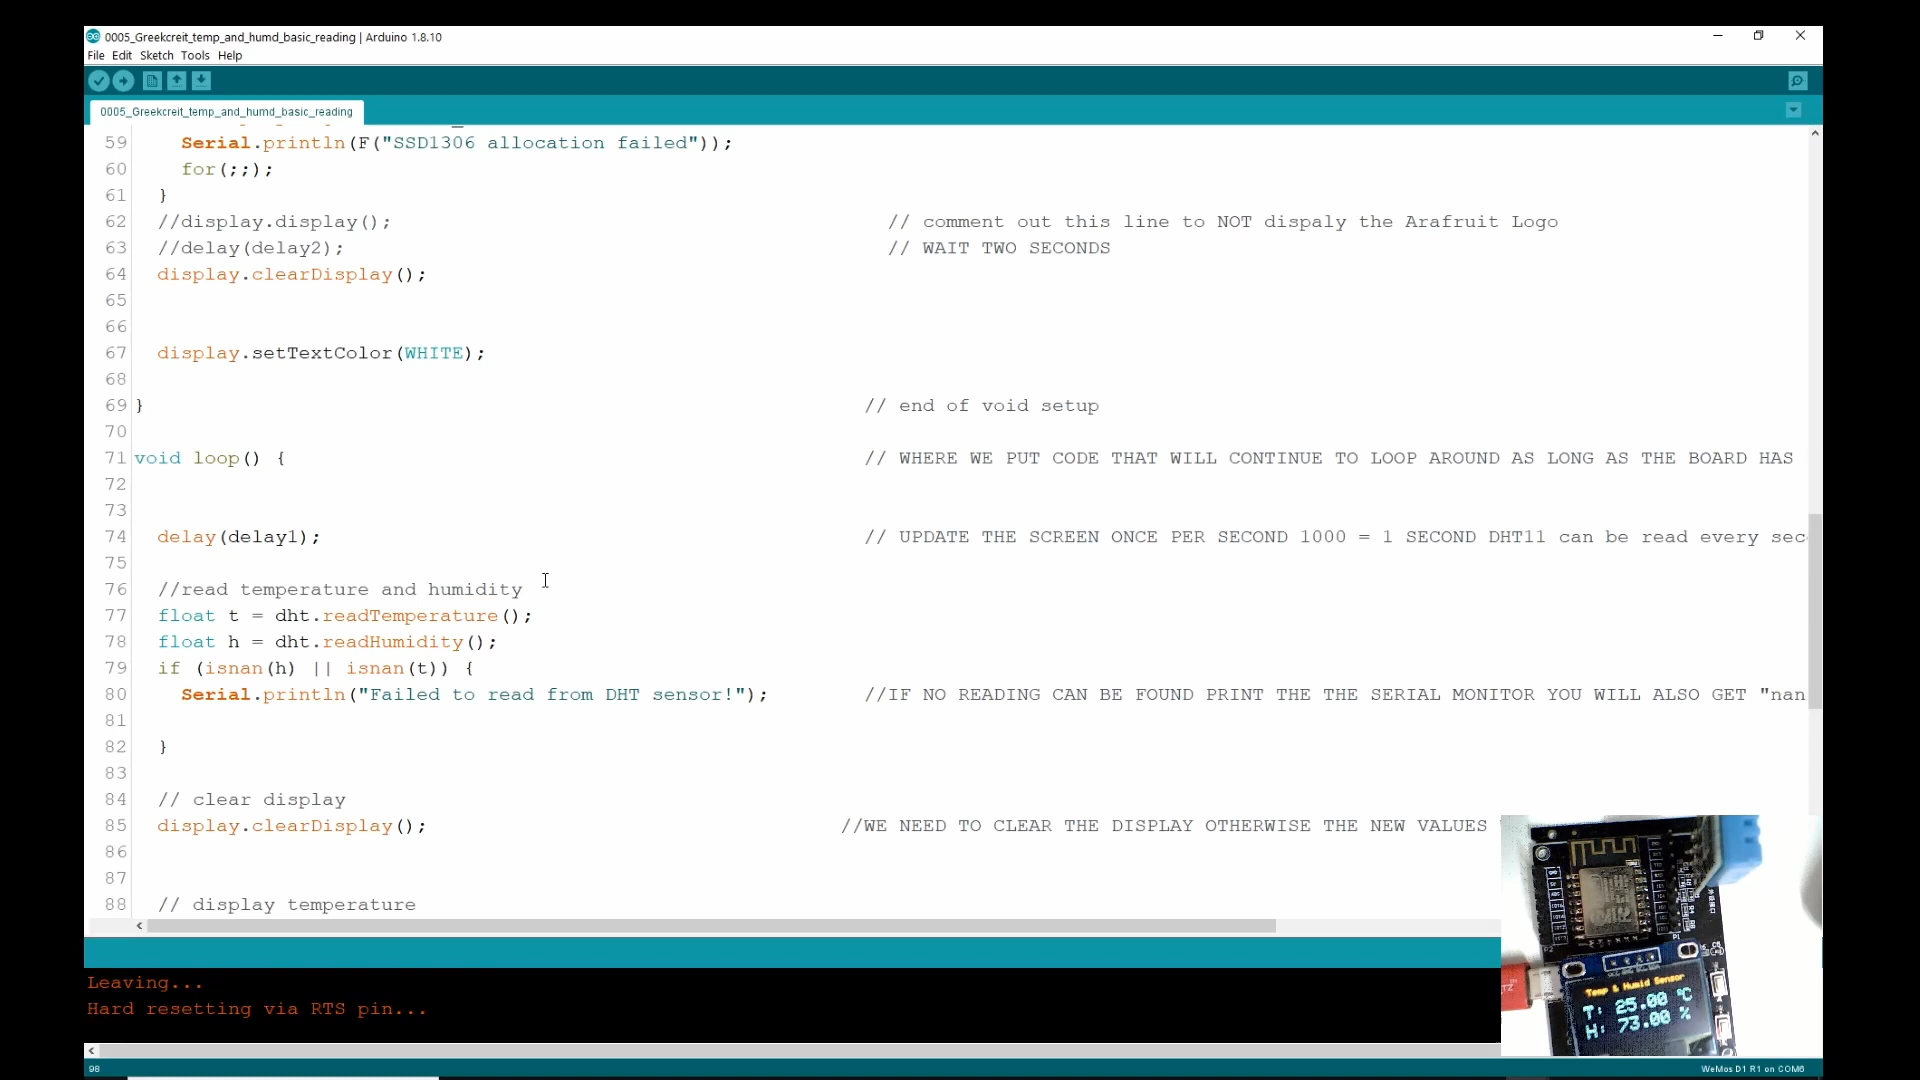 0005_Greekcreit_temp_and_humd_basic_reading | Arduino 1.8.10
File Edit Sketch Tools Help
0005_Greekcreit_temp_and_humd_basic_reading
59 Serial.println(F("SSD1306 allocation failed"));
60 for(;;);
61 }
62 //display.display(); // comment out this line to NOT dispaly the Arafruit Logo
63 //delay(delay2); // WAIT TWO SECONDS
64 display.clearDisplay();
65
66
67 display.setTextColor(WHITE);
68
69 } // end of void setup
70
71 void loop() { // WHERE WE PUT CODE THAT WILL CONTINUE TO LOOP AROUND AS LONG AS THE BOARD HAS
72
73
74 delay(delay1); // UPDATE THE SCREEN ONCE PER SECOND 1000 = 1 SECOND DHT11 can be read every sec
75
76 //read temperature and humidity
77 float t = dht.readTemperature();
78 float h = dht.readHumidity();
79 if (isnan(h) || isnan(t)) {
80 Serial.println("Failed to read from DHT sensor!"); //IF NO READING CAN BE FOUND PRINT THE THE SERIAL MONITOR YOU WILL ALSO GET "nan
81
82 }
83
84 // clear display
85 display.clearDisplay(); //WE NEED TO CLEAR THE DISPLAY OTHERWISE THE NEW VALUES
86
87
88 // display temperature
Leaving...
Hard resetting via RTS pin...
Temp & Humid Sensor
T: 25.00 °C
H: 73.00 %
98
WeMos D1 R1 on COM6